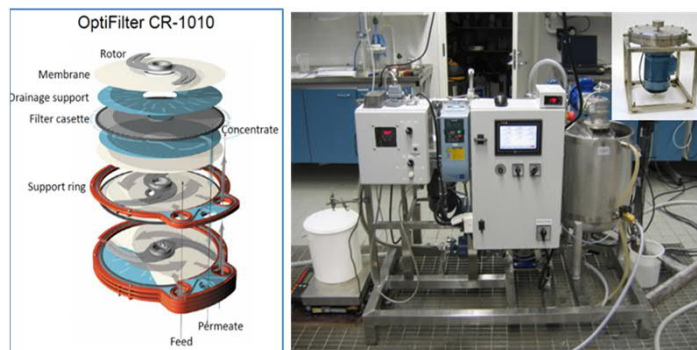 OptiFilter CR-1010
Rotor
Membrane
Drainage support
Filter casette
Concentrate
Support ring
Permeate
Feed